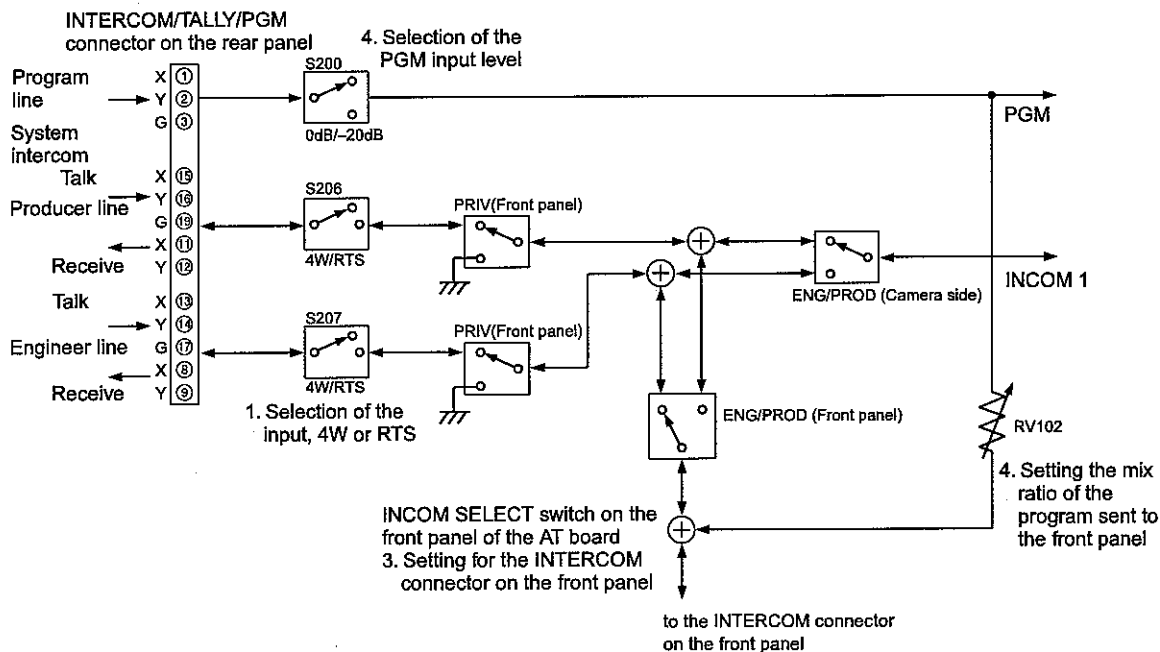 INTERCOM/TALLY/PGM
connector on the rear panel
4. Selection of the
PGM input level
Program
line
X ①
Y ②
G ③
S200
0dB/–20dB
PGM
System
intercom
Talk
X ⑮
Y ⑯
Producer line
G ⑲
X ⑪
Receive
Y ⑫
S206
4W/RTS
PRIV(Front panel)
ENG/PROD (Camera side)
INCOM 1
Talk
X ⑬
Y ⑭
Engineer line
G ⑰
X ⑧
Receive
Y ⑨
S207
4W/RTS
PRIV(Front panel)
1. Selection of the
input, 4W or RTS
ENG/PROD (Front panel)
RV102
4. Setting the mix
ratio of the
program sent to
the front panel
INCOM SELECT switch on the
front panel of the AT board
3. Setting for the INTERCOM
connector on the front panel
to the INTERCOM connector
on the front panel